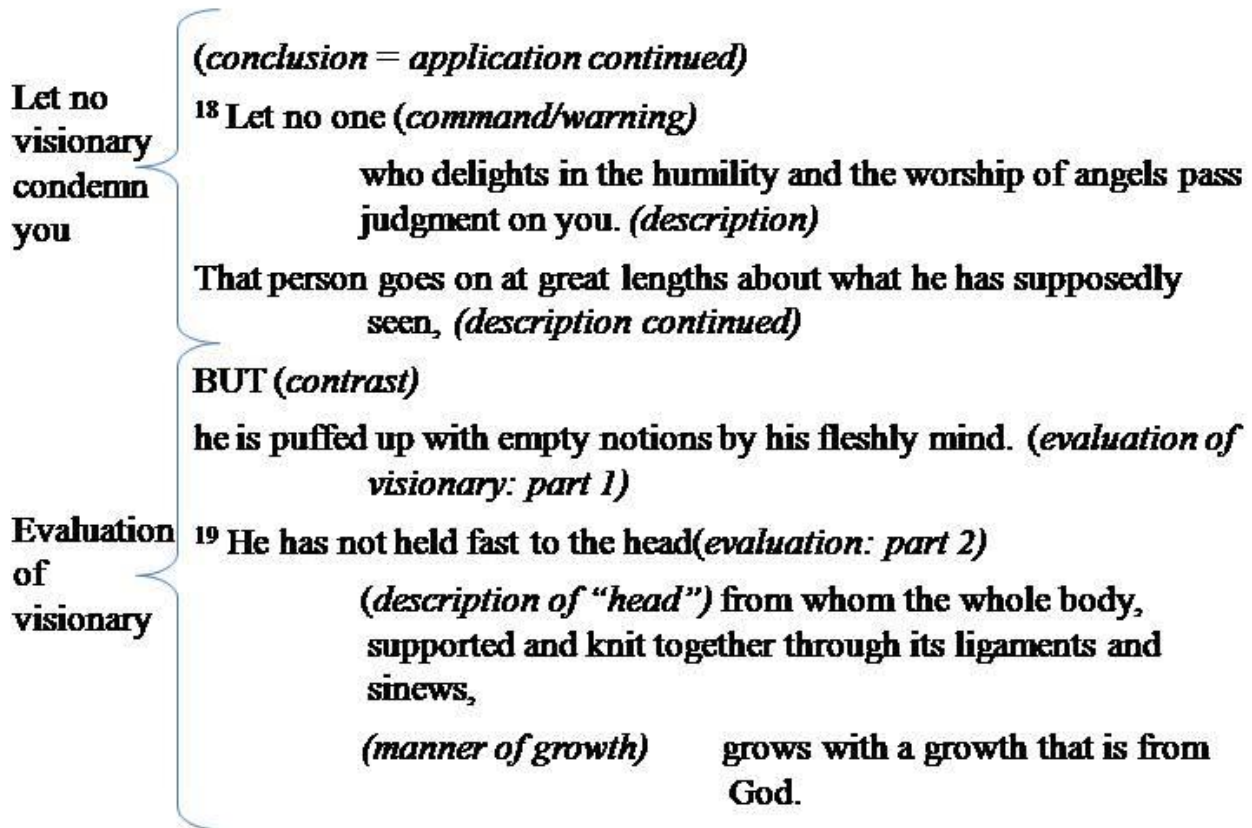 Let no
visionary
condemn
you
(conclusion = application continued)
18 Let no one (command/warning)
who delights in the humility and the worship of angels pass
judgment on you. (description)
That person goes on at great lengths about what he has supposedly
seen, (description continued)
Evaluation
of
visionary
BUT (contrast)
he is puffed up with empty notions by his fleshly mind. (evaluation of
visionary: part 1)
19 He has not held fast to the head(evaluation: part 2)
(description of “head”) from whom the whole body,
supported and knit together through its ligaments and
sinews,
(manner of growth) grows with a growth that is from
God.